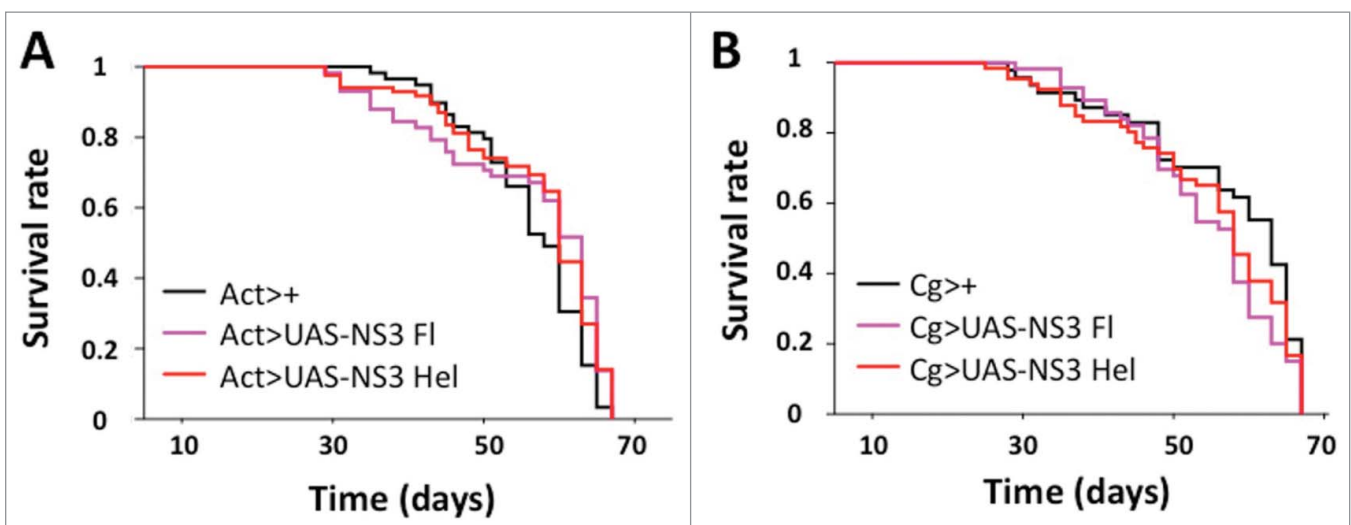 A
Survival rate
1
0.8
0.6
0.4
0.2
0
Act>+
Act>UAS-NS3 Fl
Act>UAS-NS3 Hel
10 30 50 70
Time (days)
B
Survival rate
1
0.8
0.6
0.4
0.2
0
Cg>+
Cg>UAS-NS3 Fl
Cg>UAS-NS3 Hel
10 30 50 70
Time (days)